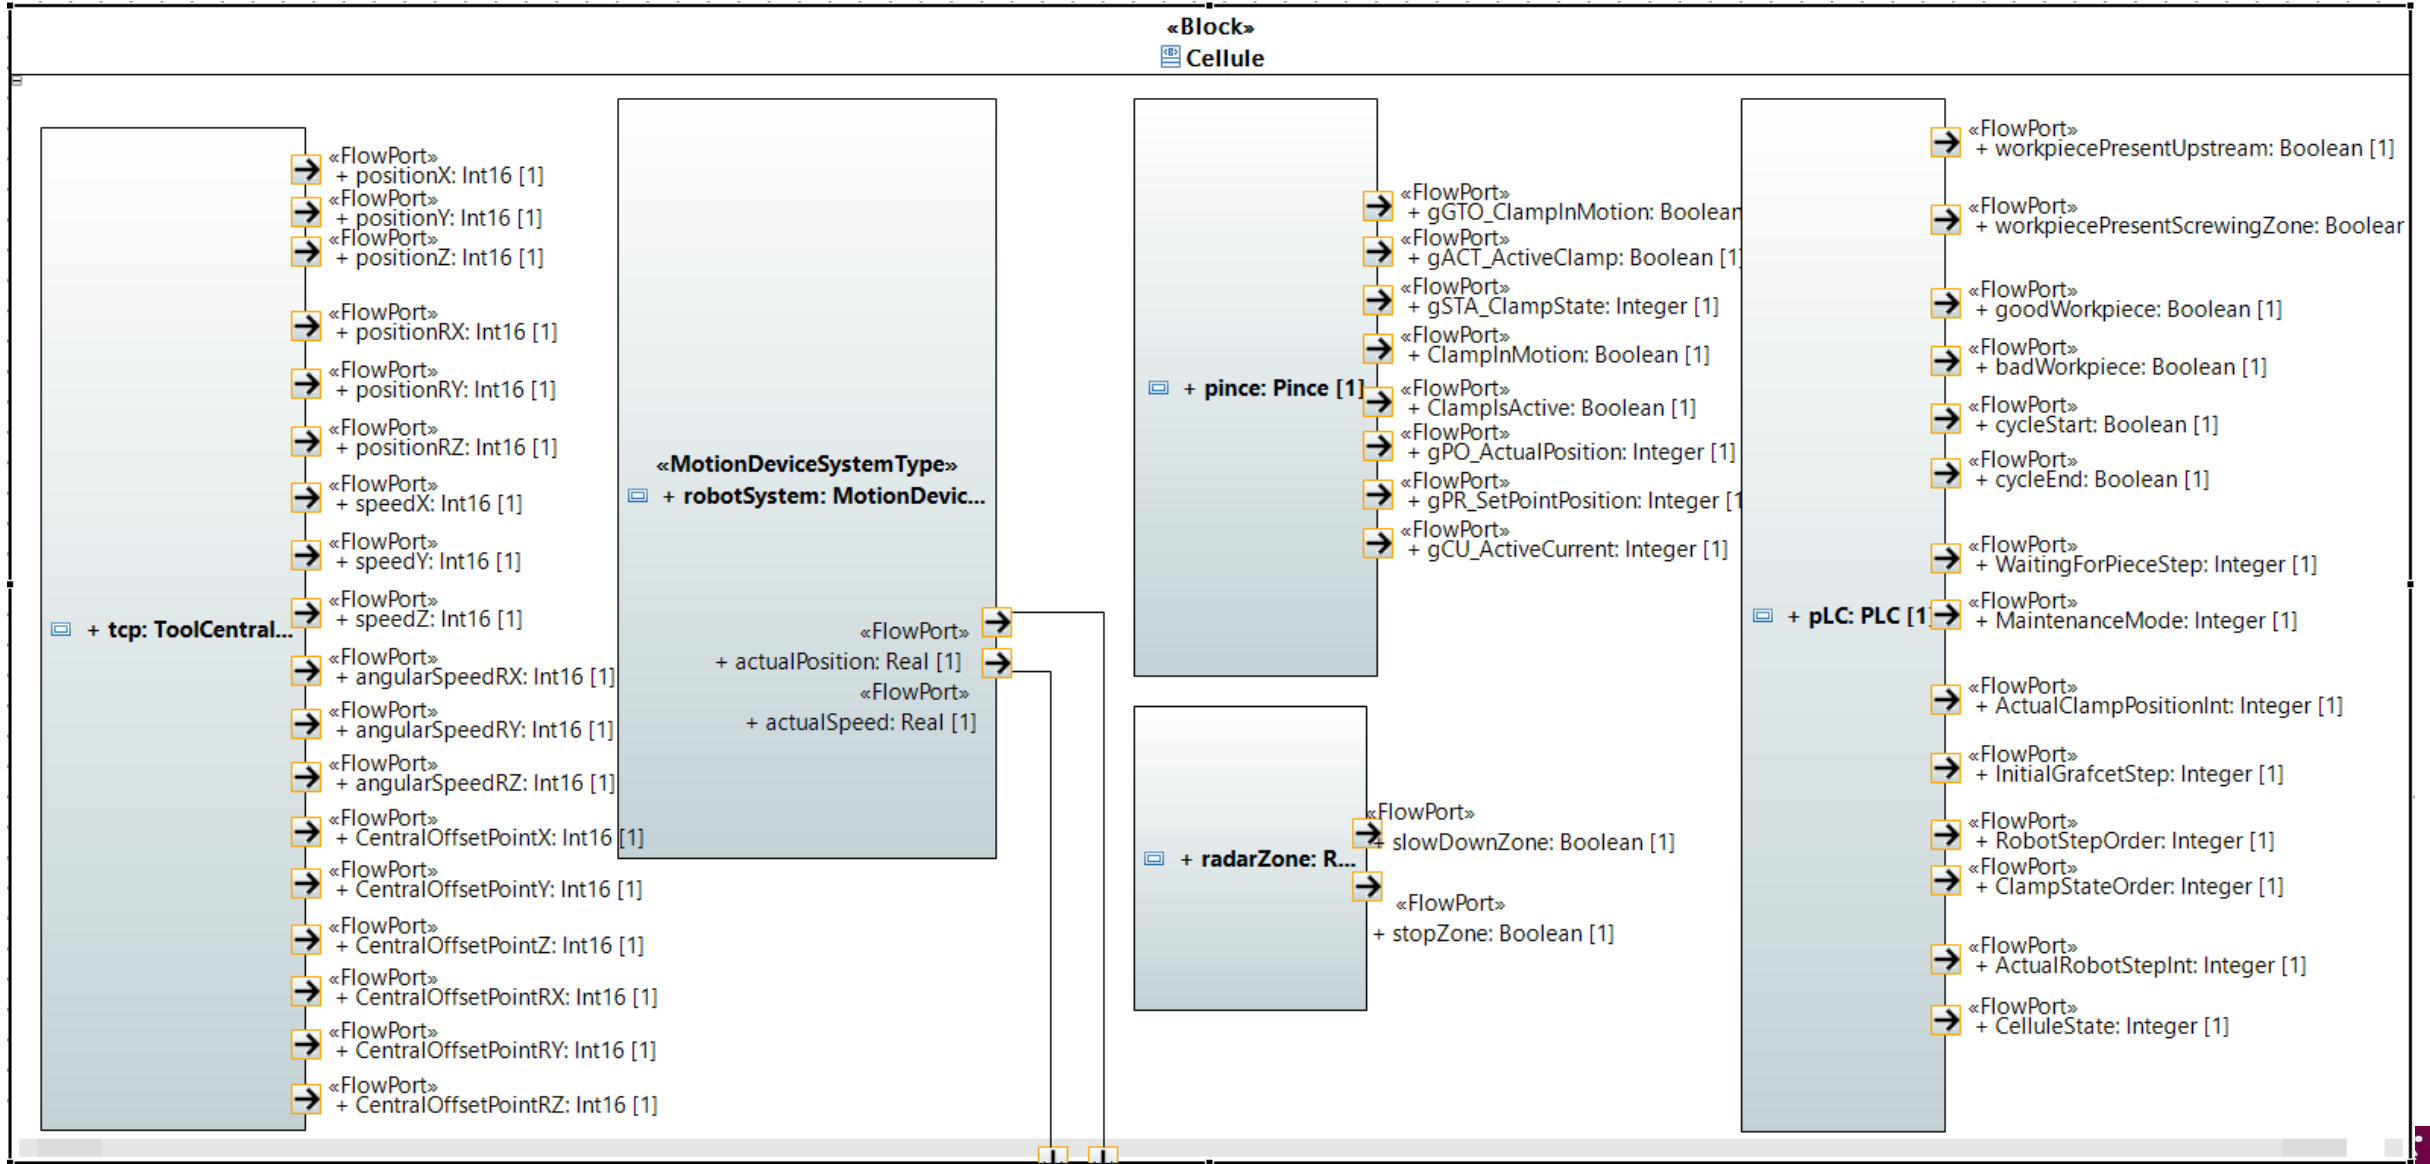 «Block»
Cellule
+ tcp: ToolCentral...
«FlowPort»
+ positionX: Int16 [1]
«FlowPort»
+ positionY: Int16 [1]
«FlowPort»
+ positionZ: Int16 [1]
«FlowPort»
+ positionRX: Int16 [1]
«FlowPort»
+ positionRY: Int16 [1]
«FlowPort»
+ positionRZ: Int16 [1]
«FlowPort»
+ speedX: Int16 [1]
«FlowPort»
+ speedY: Int16 [1]
«FlowPort»
+ speedZ: Int16 [1]
«FlowPort»
+ angularSpeedRX: Int16 [1]
«FlowPort»
+ angularSpeedRY: Int16 [1]
«FlowPort»
+ angularSpeedRZ: Int16 [1]
«FlowPort»
+ CentralOffsetPointX: Int16 [1]
«FlowPort»
+ CentralOffsetPointY: Int16 [1]
«FlowPort»
+ CentralOffsetPointZ: Int16 [1]
«FlowPort»
+ CentralOffsetPointRX: Int16 [1]
«FlowPort»
+ CentralOffsetPointRY: Int16 [1]
«FlowPort»
+ CentralOffsetPointRZ: Int16 [1]
«MotionDeviceSystemType»
+ robotSystem: MotionDevic...
«FlowPort»
+ actualPosition: Real [1]
«FlowPort»
+ actualSpeed: Real [1]
+ pince: Pince [1]
«FlowPort»
+ gGTO_ClampInMotion: Boolean
«FlowPort»
+ gACT_ActiveClamp: Boolean [1]
«FlowPort»
+ gSTA_ClampState: Integer [1]
«FlowPort»
+ ClampInMotion: Boolean [1]
«FlowPort»
+ ClampIsActive: Boolean [1]
«FlowPort»
+ gPO_ActualPosition: Integer [1]
«FlowPort»
+ gPR_SetPointPosition: Integer [1
«FlowPort»
+ gCU_ActiveCurrent: Integer [1]
+ radarZone: R...
«FlowPort»
+ slowDownZone: Boolean [1]
«FlowPort»
+ stopZone: Boolean [1]
+ pLC: PLC [1]
«FlowPort»
+ workpiecePresentUpstream: Boolean [1]
«FlowPort»
+ workpiecePresentScrewingZone: Boolear
«FlowPort»
+ goodWorkpiece: Boolean [1]
«FlowPort»
+ badWorkpiece: Boolean [1]
«FlowPort»
+ cycleStart: Boolean [1]
«FlowPort»
+ cycleEnd: Boolean [1]
«FlowPort»
+ WaitingForPieceStep: Integer [1]
«FlowPort»
+ MaintenanceMode: Integer [1]
«FlowPort»
+ ActualClampPositionInt: Integer [1]
«FlowPort»
+ InitialGrafcetStep: Integer [1]
«FlowPort»
+ RobotStepOrder: Integer [1]
«FlowPort»
+ ClampStateOrder: Integer [1]
«FlowPort»
+ ActualRobotStepInt: Integer [1]
«FlowPort»
+ CelluleState: Integer [1]